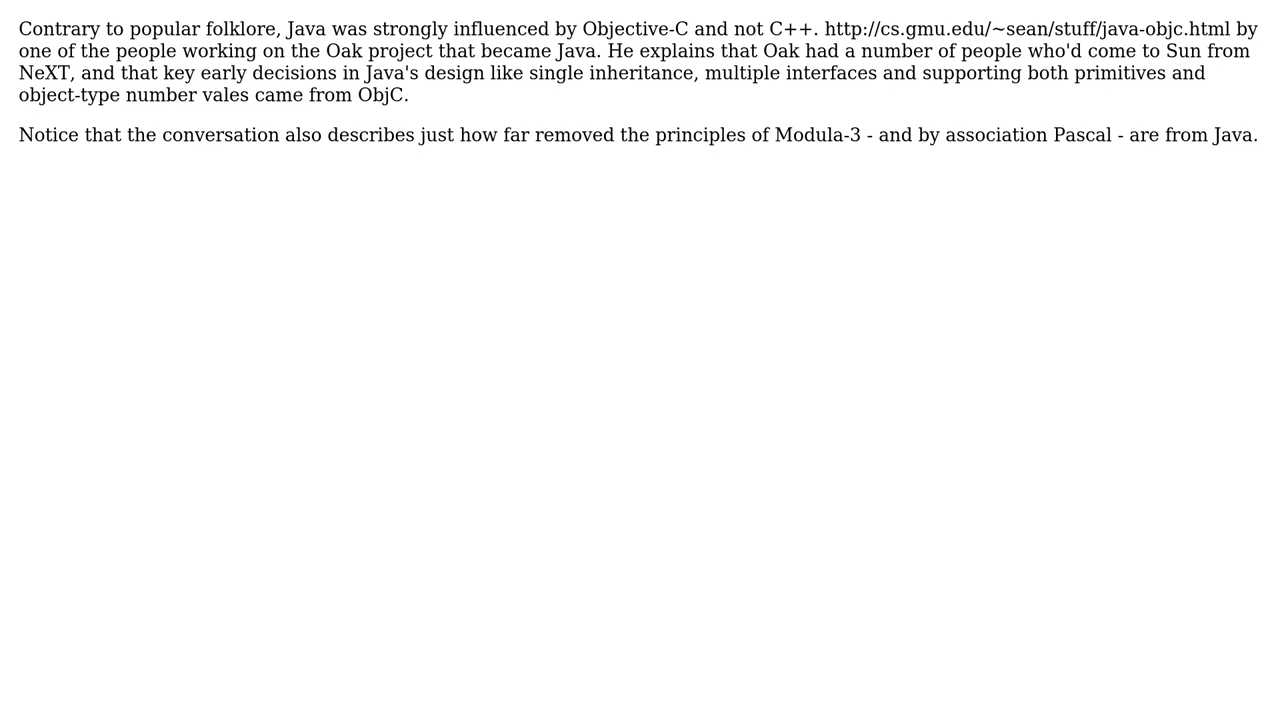 Contrary to popular folklore, Java was strongly influenced by Objective-C and not C++. http://cs.gmu.edu/~sean/stuff/java-objc.html by
one of the people working on the Oak project that became Java. He explains that Oak had a number of people who'd come to Sun from
NeXT, and that key early decisions in Java's design like single inheritance, multiple interfaces and supporting both primitives and
object-type number vales came from ObjC.
Notice that the conversation also describes just how far removed the principles of Modula-3 - and by association Pascal - are from Java.